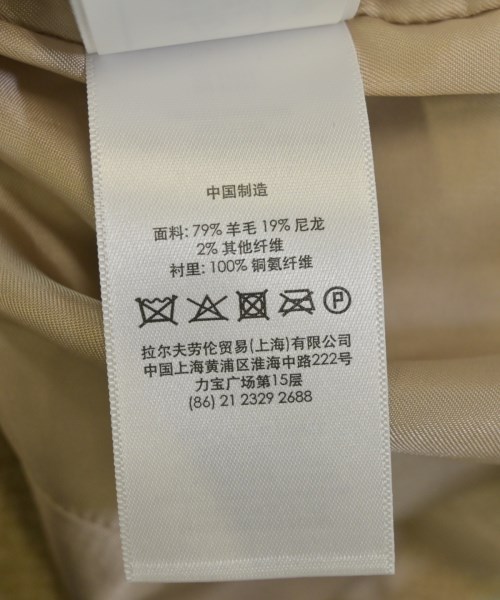 中国制造
面料: 79% 羊毛 19% 尼龙
2% 其他纤维
衬里: 100% 铜氨纤维
P
拉尔夫劳伦贸易(上海)有限公司
中国上海黄浦区淮海中路222号
力宝广场第15层
(86) 21 2329 2688